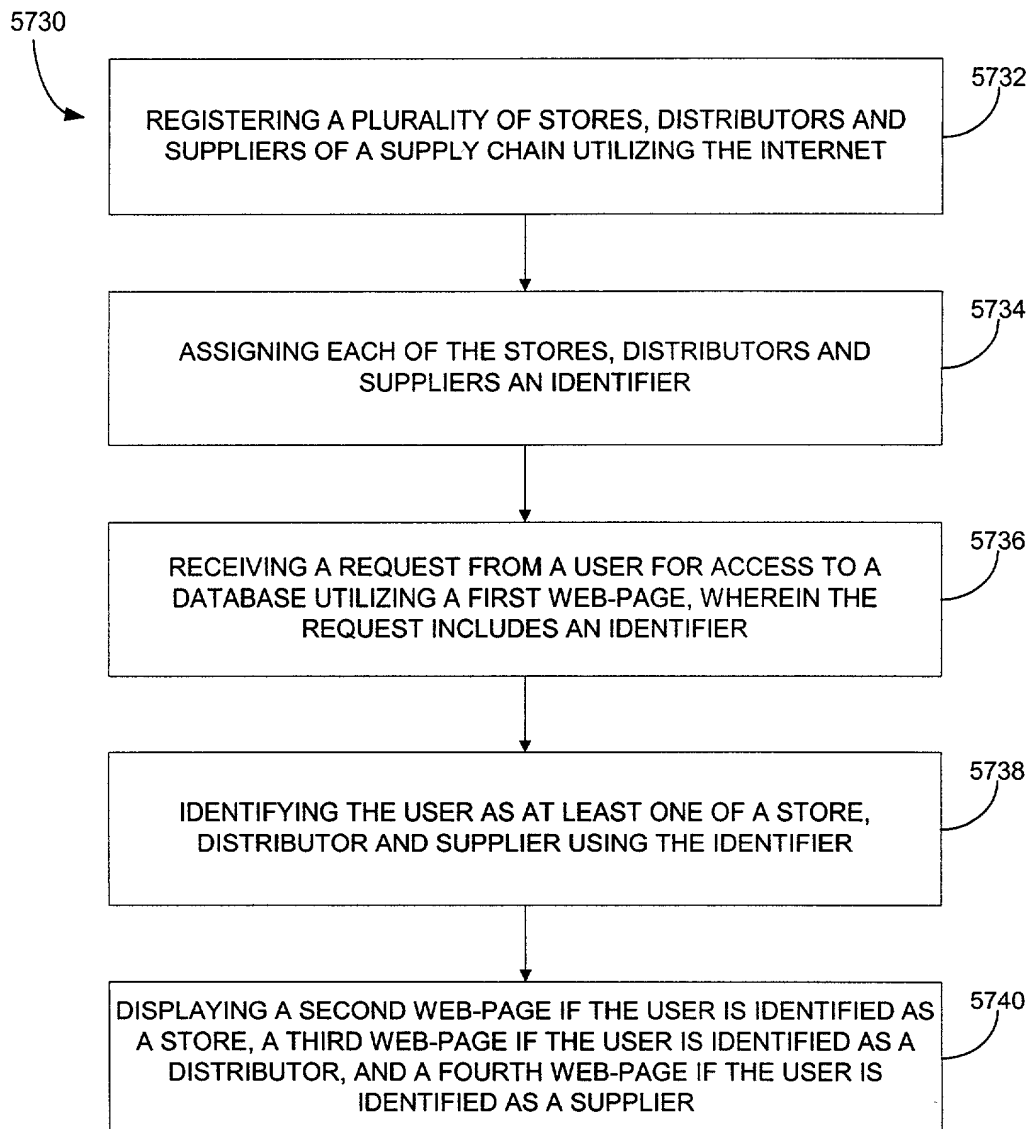 5730
5732
REGISTERING A PLURALITY OF STORES, DISTRIBUTORS AND
SUPPLIERS OF A SUPPLY CHAIN UTILIZING THE INTERNET
5734
ASSIGNING EACH OF THE STORES, DISTRIBUTORS AND
SUPPLIERS AN IDENTIFIER
5736
RECEIVING A REQUEST FROM A USER FOR ACCESS TO A
DATABASE UTILIZING A FIRST WEB-PAGE, WHEREIN THE
REQUEST INCLUDES AN IDENTIFIER
5738
IDENTIFYING THE USER AS AT LEAST ONE OF A STORE,
DISTRIBUTOR AND SUPPLIER USING THE IDENTIFIER
5740
DISPLAYING A SECOND WEB-PAGE IF THE USER IS IDENTIFIED AS
A STORE, A THIRD WEB-PAGE IF THE USER IS IDENTIFIED AS A
DISTRIBUTOR, AND A FOURTH WEB-PAGE IF THE USER IS
IDENTIFIED AS A SUPPLIER